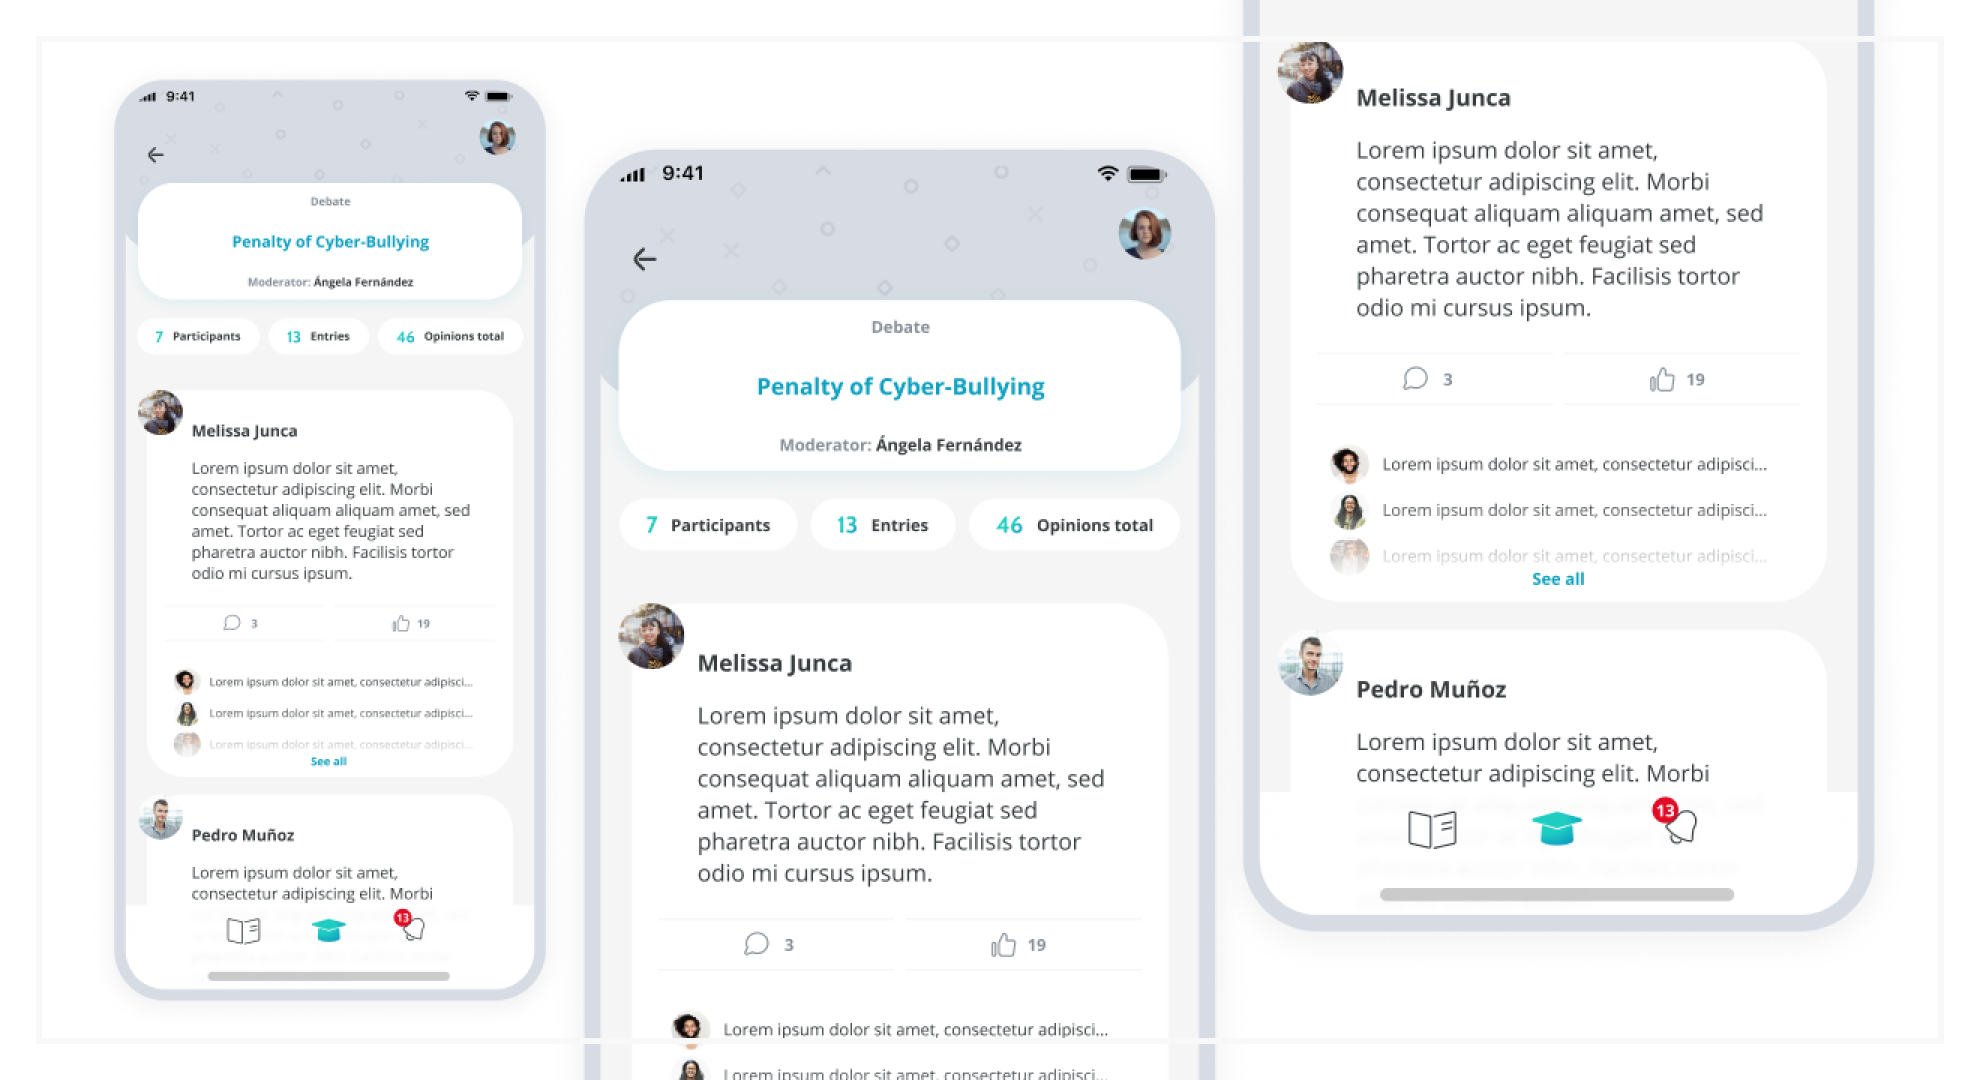 9:41
Debate
Penalty of Cyber-Bullying
Moderator: Ángela Fernández
7 Participants
13 Entries
46 Opinions total
Melissa Junca
Lorem ipsum dolor sit amet,
consectetur adipiscing elit. Morbi
consequat aliquam aliquam amet, sed
amet. Tortor ac eget feugiat sed
pharetra auctor nibh. Facilisis tortor
odio mi cursus ipsum.
3
19
Lorem ipsum dolor sit amet, consectetur adipisci...
Lorem ipsum dolor sit amet, consectetur adipisci...
Lorem ipsum dolor sit amet, consectetur adipisci...
See all
Pedro Muñoz
Lorem ipsum dolor sit amet,
consectetur adipiscing elit. Morbi
13
9:41
Debate
Penalty of Cyber-Bullying
Moderator: Ángela Fernández
7 Participants
13 Entries
46 Opinions total
Melissa Junca
Lorem ipsum dolor sit amet,
consectetur adipiscing elit. Morbi
consequat aliquam aliquam amet, sed
amet. Tortor ac eget feugiat sed
pharetra auctor nibh. Facilisis tortor
odio mi cursus ipsum.
3
19
Lorem ipsum dolor sit amet, consectetur adipisci...
Lorem ipsum dolor sit amet, consectetur adipisci...
Melissa Junca
Lorem ipsum dolor sit amet,
consectetur adipiscing elit. Morbi
consequat aliquam aliquam amet, sed
amet. Tortor ac eget feugiat sed
pharetra auctor nibh. Facilisis tortor
odio mi cursus ipsum.
3
19
Lorem ipsum dolor sit amet, consectetur adipisci...
Lorem ipsum dolor sit amet, consectetur adipisci...
Lorem ipsum dolor sit amet, consectetur adipisci...
See all
Pedro Muñoz
Lorem ipsum dolor sit amet,
consectetur adipiscing elit. Morbi
13